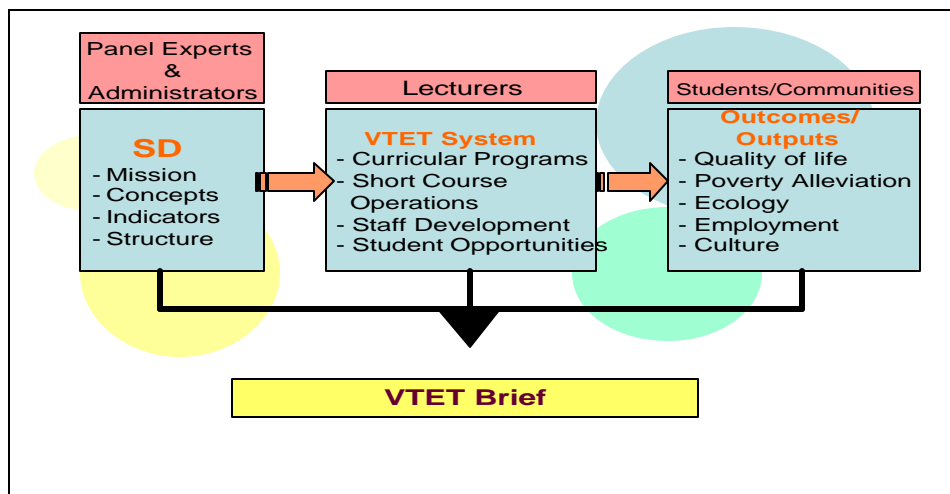 Panel Experts
&
Administrators
SD
- Mission
- Concepts
- Indicators
- Structure
Lecturers
VTET System
- Curricular Programs
- Short Course
Operations
- Staff Development
- Student Opportunities
Students/Communities
Outcomes/
Outputs
- Quality of life
- Poverty Alleviation
- Ecology
- Employment
- Culture
VTET Brief